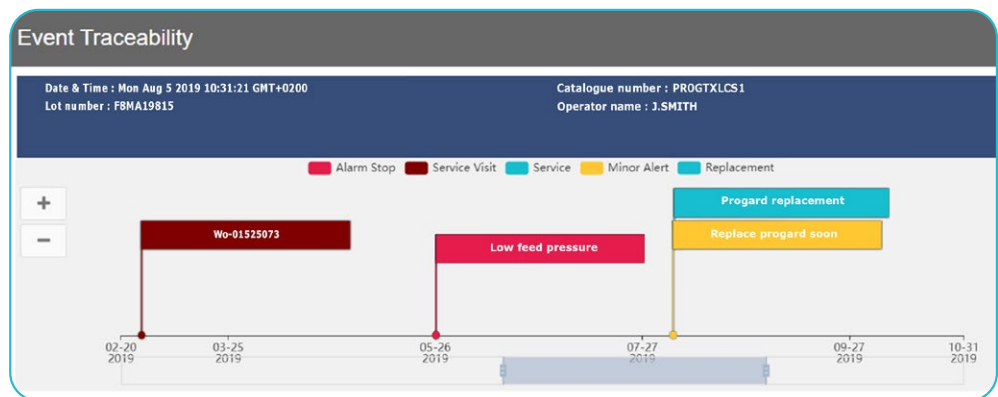 Event Traceability
Date & Time : Mon Aug 5 2019 10:31:21 GMT+0200
Catalogue number : PR0GTXLCS1
Lot number : F8MA19815
Operator name : J.SMITH
Alarm Stop Service Visit Service Minor Alert Replacement
+
Progard replacement
−
Wo-01525073
Replace progard soon
Low feed pressure
02-20 03-25 05-26 07-27 09-27 10-31
2019 2019 2019 2019 2019 2019